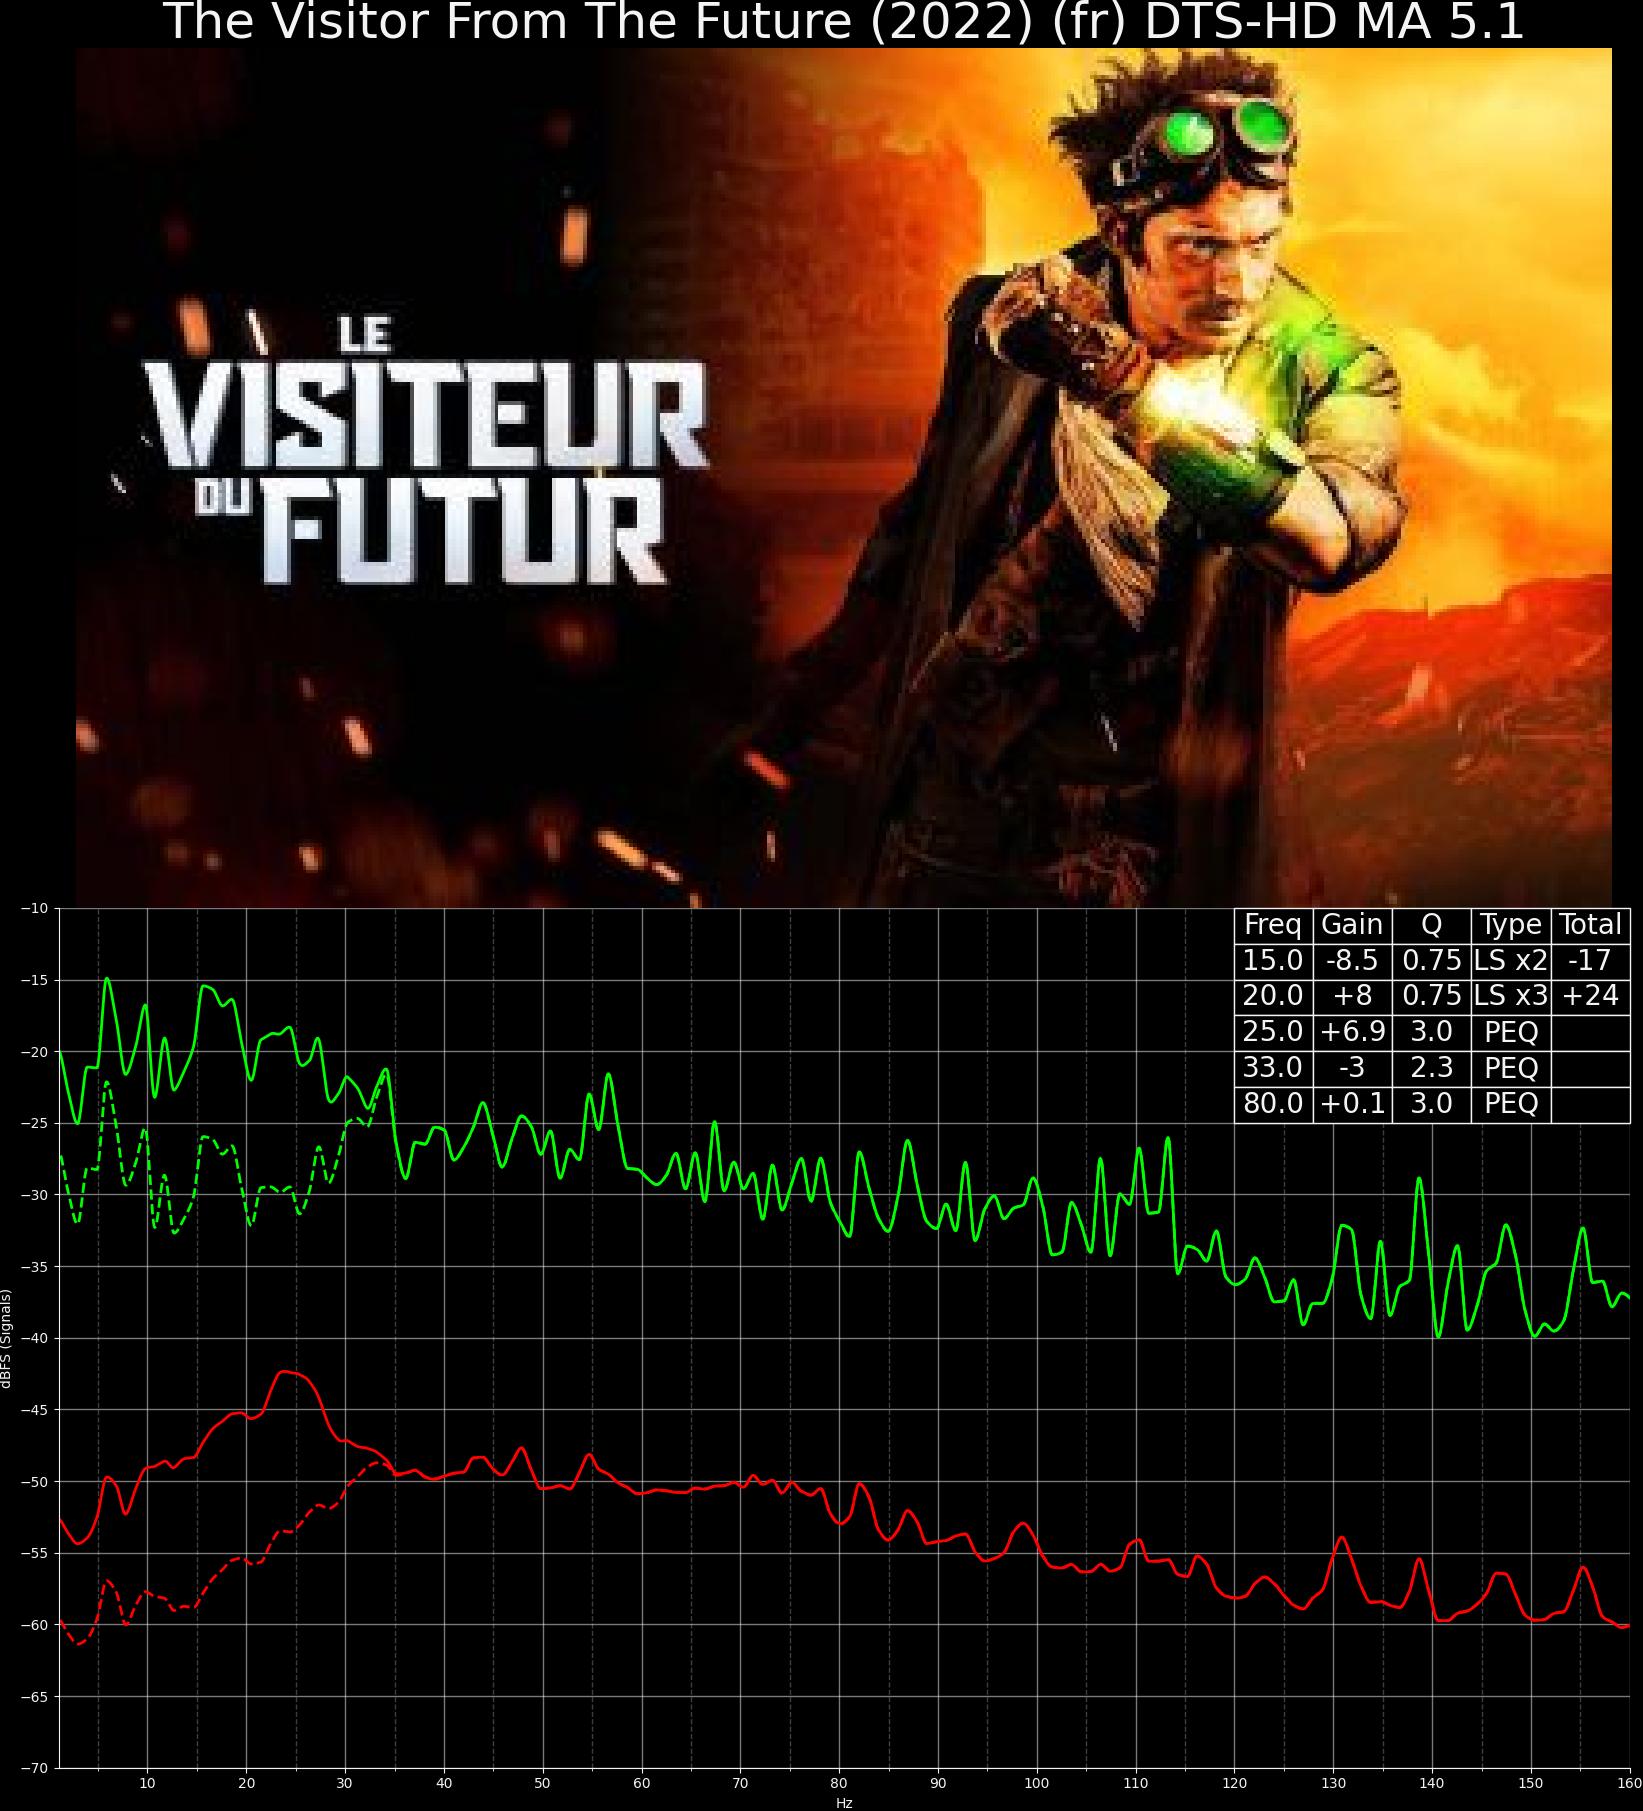 The Visitor From The Future (2022) (fr) DTS-HD MA 5.1
LE
VISITEUR
DU FUTUR
Freq Gain Q Type Total
15.0 -8.5 0.75 LS x2 -17
20.0 +8 0.75 LS x3 +24
25.0 +6.9 3.0 PEQ
33.0 -3 2.3 PEQ
80.0 +0.1 3.0 PEQ
−10
−15
−20
−25
−30
−35
−40
−45
−50
−55
−60
−65
−70
dBFS (Signals)
10 20 30 40 50 60 70 80 90 100 110 120 130 140 150 160
Hz